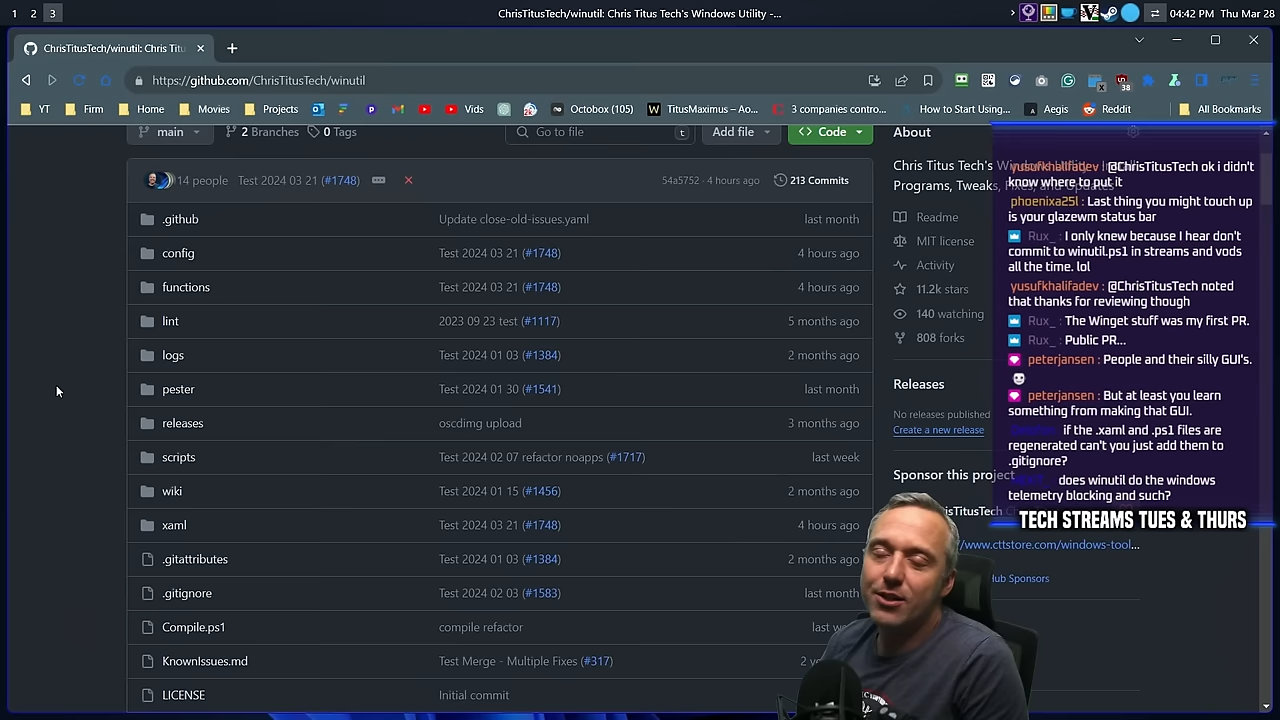 1 2 3
ChrisTitusTech/winutil: Chris Titus Tech's Windows Utility -...
04:42 PM Thu Mar 28
ChrisTitusTech/winutil: Chris Titu
https://github.com/ChrisTitusTech/winutil
38
YT Firm Home Movies Projects Vids Octobox (105) TitusMaximus – Ao... 3 companies contro... How to Start Using... Aegis Reddit All Bookmarks
main 2 Branches 0 Tags Go to file t Add file <> Code
14 people Test 2024 03 21 (#1748) 54a5752 · 4 hours ago 213 Commits
.github Update close-old-issues.yaml last month
config Test 2024 03 21 (#1748) 4 hours ago
functions Test 2024 03 21 (#1748) 4 hours ago
lint 2023 09 23 test (#1117) 5 months ago
logs Test 2024 01 03 (#1384) 2 months ago
pester Test 2024 01 30 (#1541) last month
releases oscdimg upload 3 months ago
scripts Test 2024 02 07 refactor noapps (#1717) last week
wiki Test 2024 01 15 (#1456) 2 months ago
xaml Test 2024 03 21 (#1748) 4 hours ago
.gitattributes Test 2024 01 03 (#1384) 2 months ago
.gitignore Test 2024 02 03 (#1583) last month
Compile.ps1 compile refactor last
KnownIssues.md Test Merge - Multiple Fixes (#317) 2
LICENSE Initial commit
About
Chris Titus Tech's
Programs, Tweaks, Fixes, and Updates
Readme
MIT license
Activity
11.2k stars
140 watching
808 forks
Releases
No releases published
Create a new release
Sponsor this project
www.cttstore.com/windows-tool...
Sponsors
yusufkhalifadev : @ChrisTitusTech ok i didn't
know where to put it
phoenixa25l : Last thing you might touch up
is your glazewm status bar
Rux_ : I only knew because I hear don't
commit to winutil.ps1 in streams and vods
all the time. lol
yusufkhalifadev : @ChrisTitusTech noted
that thanks for reviewing though
Rux_ : The Winget stuff was my first PR.
Rux_ : Public PR...
peterjansen : People and their silly GUI's.
peterjansen : But at least you learn
something from making that GUI.
if the .xaml and .ps1 files are
regenerated can't you just add them to
.gitignore?
does winutil do the windows
telemetry blocking and such?
TECH STREAMS TUES & THURS